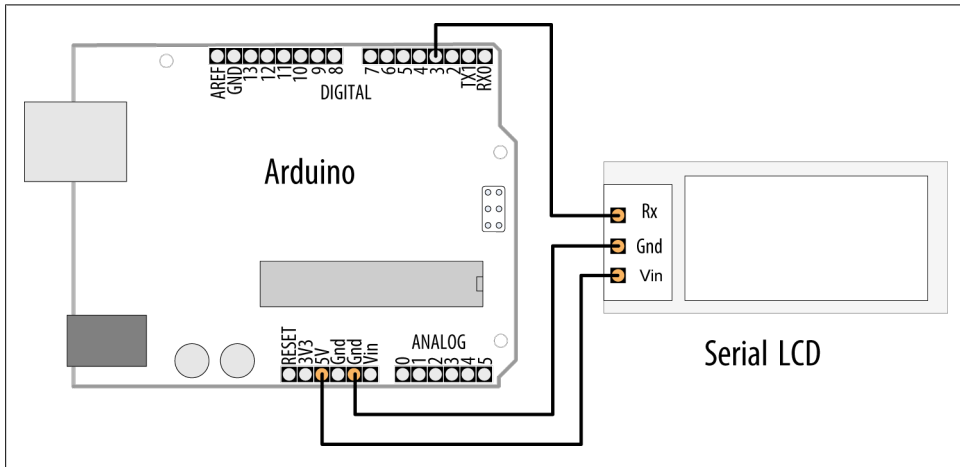 AREF
GND
13
12
11
10
9
8
7
6
5
4
3
2
TX1
RX0
DIGITAL
Arduino
Rx
Gnd
Vin
RESET
3V3
5V
Gnd
Gnd
Vin
ANALOG
0
1
2
3
4
5
Serial LCD